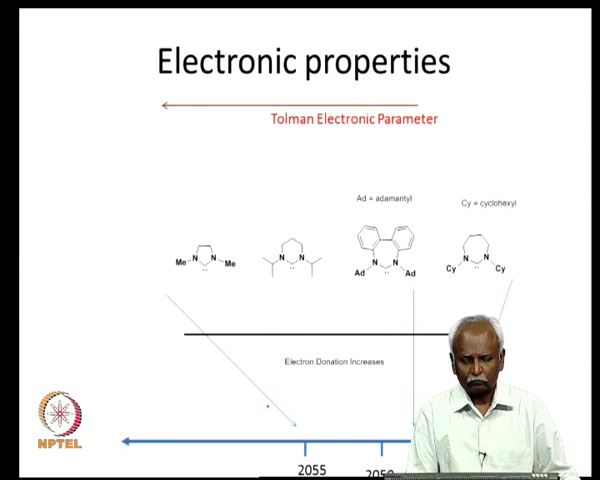 Electronic properties
Tolman Electronic Parameter
Ad = adamantyl
Cy = cyclohexyl
Me N N Me
N N
N N
Ad Ad
N N
Cy Cy
Electron Donation Increases
NPTEL
2055